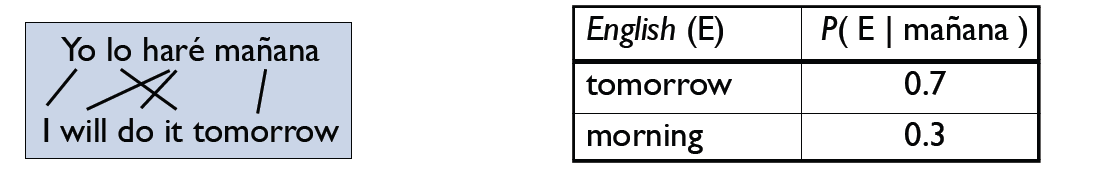 Yo lo haré mañana
I will do it tomorrow
English (E) P( E | mañana )
tomorrow 0.7
morning 0.3